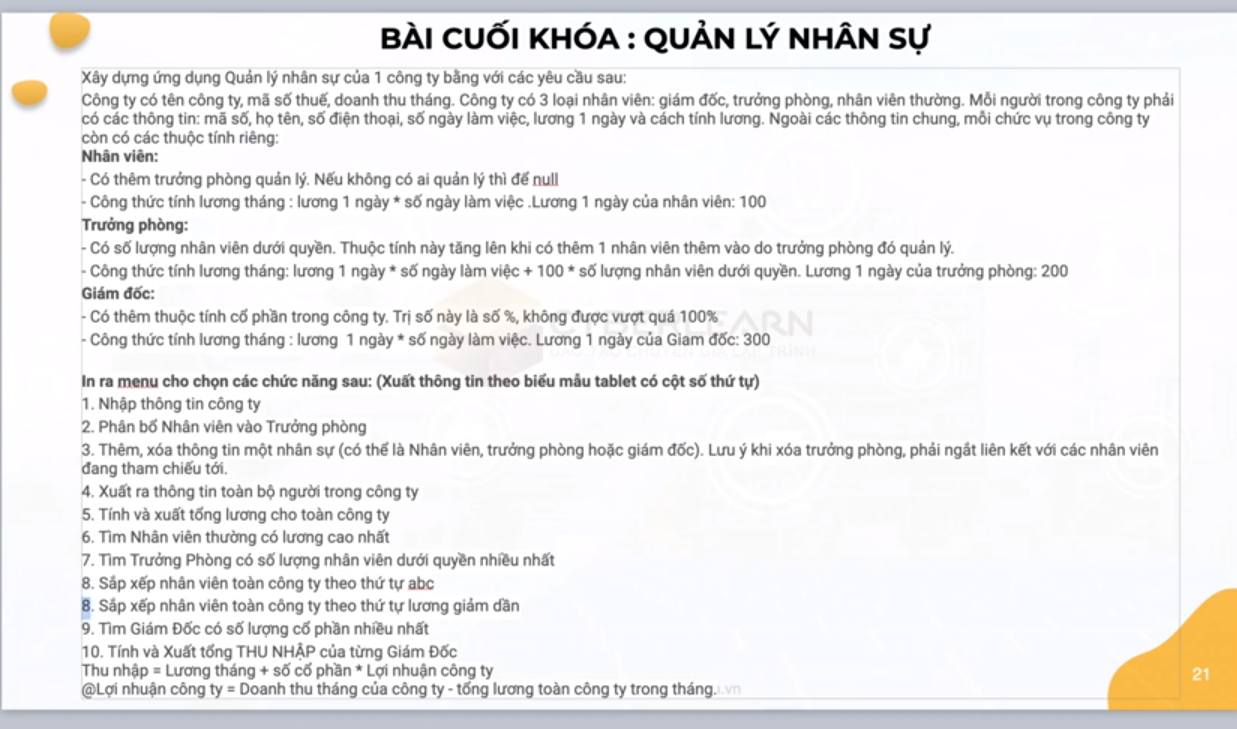 BÀI CUỐI KHÓA : QUẢN LÝ NHÂN SỰ
Xây dựng ứng dụng Quản lý nhân sự của 1 công ty bằng với các yêu cầu sau:
Công ty có tên công ty, mã số thuế, doanh thu tháng. Công ty có 3 loại nhân viên: giám đốc, trưởng phòng, nhân viên thường. Mỗi người trong công ty phải
có các thông tin: mã số, họ tên, số điện thoại, số ngày làm việc, lương 1 ngày và cách tính lương. Ngoài các thông tin chung, mỗi chức vụ trong công ty
còn có các thuộc tính riêng:
Nhân viên:
- Có thêm trưởng phòng quản lý. Nếu không có ai quản lý thì để null
- Công thức tính lương tháng : lương 1 ngày * số ngày làm việc .Lương 1 ngày của nhân viên: 100
Trưởng phòng:
- Có số lượng nhân viên dưới quyền. Thuộc tính này tăng lên khi có thêm 1 nhân viên thêm vào do trưởng phòng đó quản lý.
- Công thức tính lương tháng: lương 1 ngày * số ngày làm việc + 100 * số lượng nhân viên dưới quyền. Lương 1 ngày của trưởng phòng: 200
Giám đốc:
- Có thêm thuộc tính cổ phần trong công ty. Trị số này là số %, không được vượt quá 100%
- Công thức tính lương tháng : lương 1 ngày * số ngày làm việc. Lương 1 ngày của Giam đốc: 300
CYBERLEARN
ĐÀO TẠO CHUYÊN GIA LẬP TRÌNH
In ra menu cho chọn các chức năng sau: (Xuất thông tin theo biểu mẫu tablet có cột số thứ tự)
1. Nhập thông tin công ty
2. Phân bổ Nhân viên vào Trưởng phòng
3. Thêm, xóa thông tin một nhân sự (có thể là Nhân viên, trưởng phòng hoặc giám đốc). Lưu ý khi xóa trưởng phòng, phải ngắt liên kết với các nhân viên
đang tham chiếu tới.
4. Xuất ra thông tin toàn bộ người trong công ty
5. Tính và xuất tổng lương cho toàn công ty
6. Tìm Nhân viên thường có lương cao nhất
7. Tìm Trưởng Phòng có số lượng nhân viên dưới quyền nhiều nhất
8. Sắp xếp nhân viên toàn công ty theo thứ tự abc
8. Sắp xếp nhân viên toàn công ty theo thứ tự lương giảm dần
9. Tìm Giám Đốc có số lượng cổ phần nhiều nhất
10. Tính và Xuất tổng THU NHẬP của từng Giám Đốc
Thu nhập = Lương tháng + số cổ phần * Lợi nhuận công ty
@Lợi nhuận công ty = Doanh thu tháng của công ty - tổng lương toàn công ty trong tháng.
21